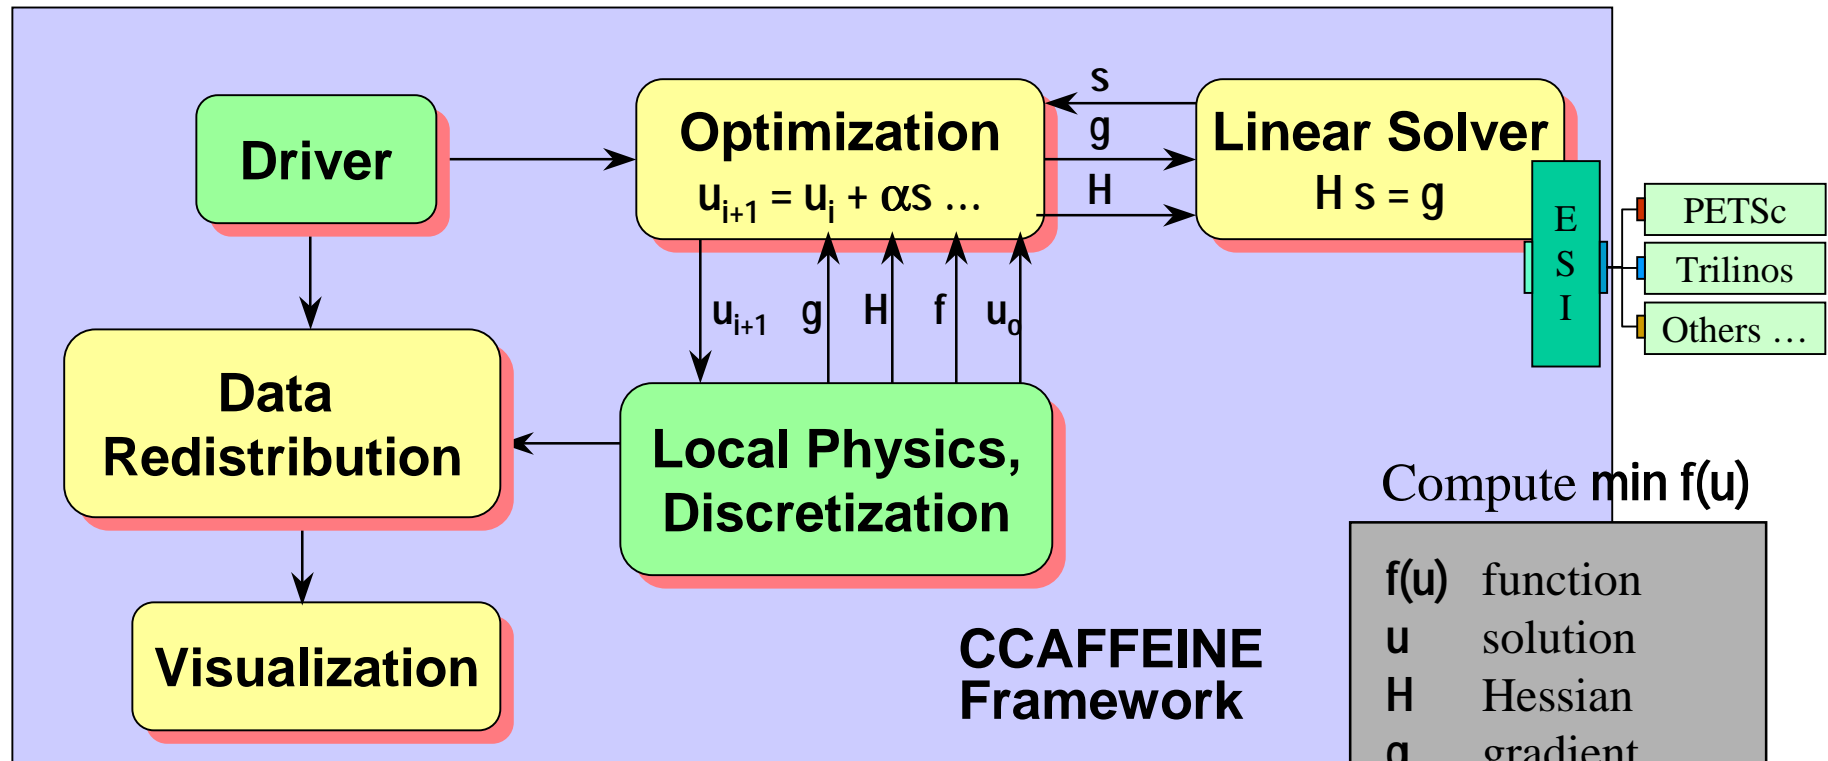 Driver
Optimization
u_{i+1} = u_i + αs ...
s
g
H
Linear Solver
H s = g
E
S
I
PETSc
Trilinos
Others ...
u_{i+1} g H f u_o
Data
Redistribution
Local Physics,
Discretization
Visualization
CCAFFEINE
Framework
Compute min f(u)
f(u) function
u solution
H Hessian
g gradient